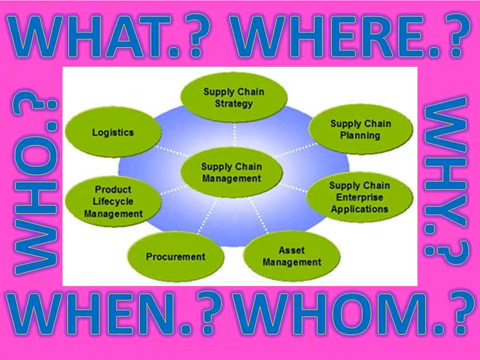 WHAT.? WHERE.?
Supply Chain
Strategy
Logistics
Supply Chain
Planning
WHO.?
WHY.?
Supply Chain
Management
Product
Lifecycle
Management
Supply Chain
Enterprise
Applications
Procurement
Asset
Management
WHEN.? WHOM.?